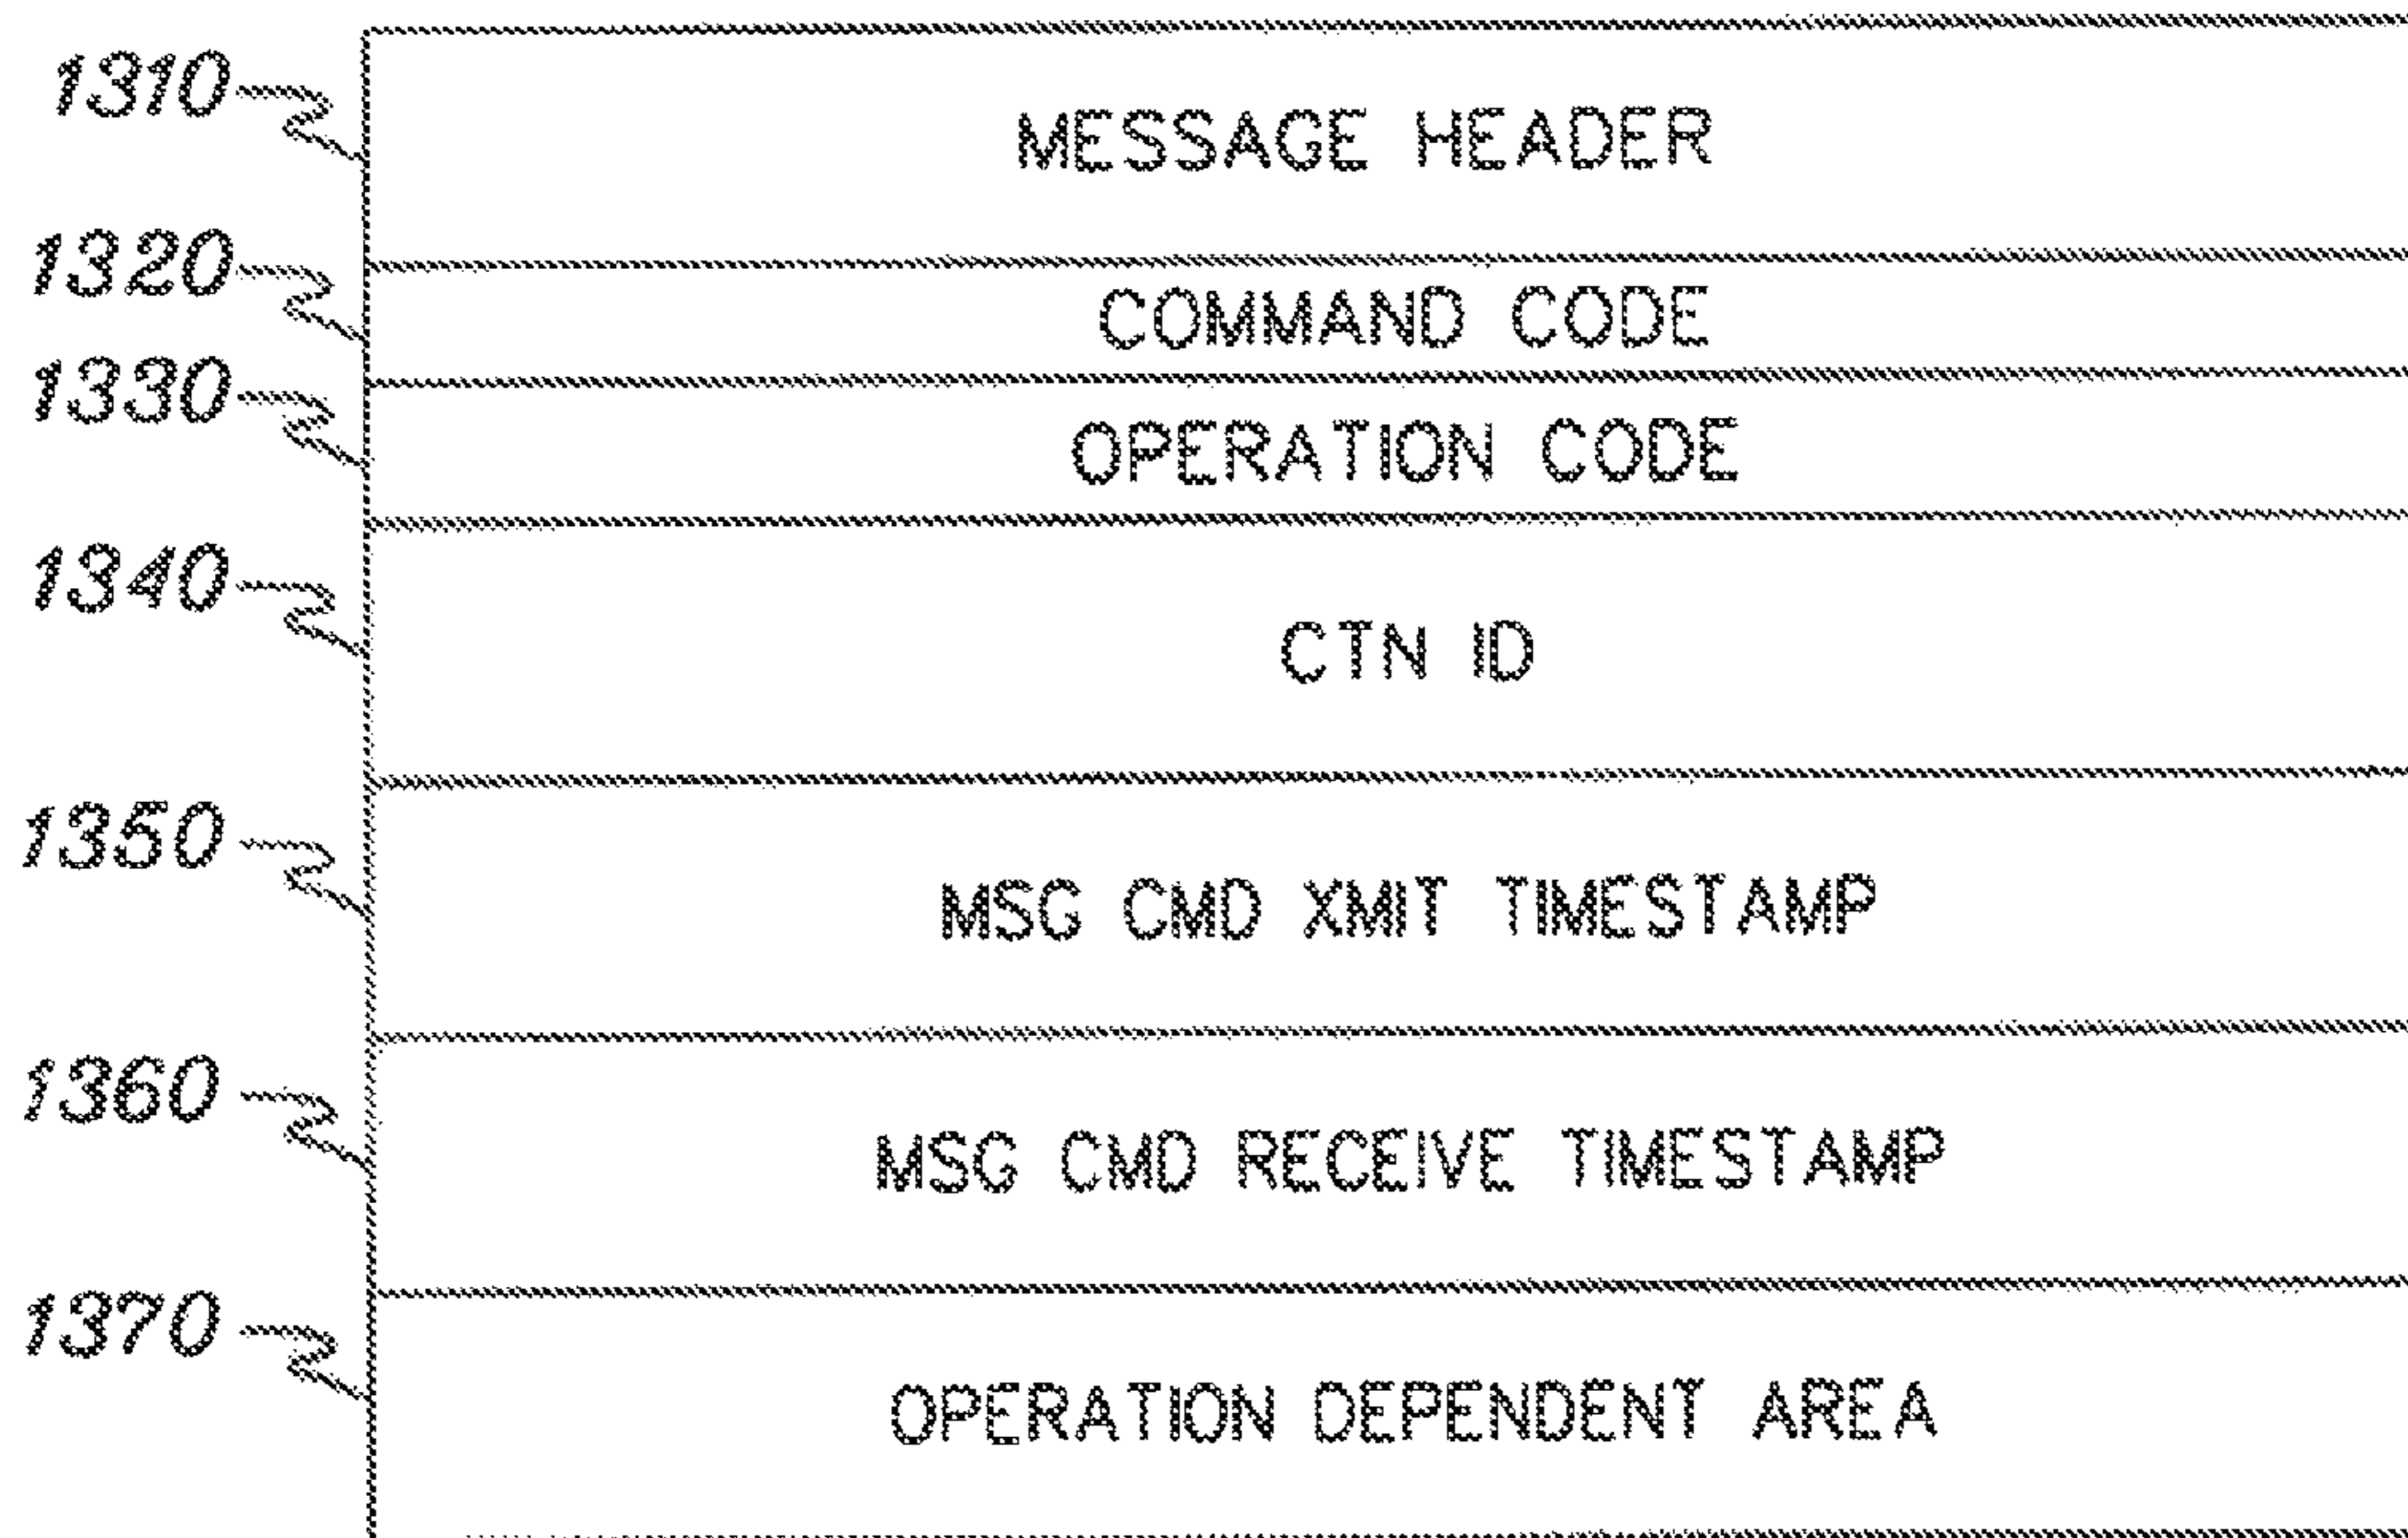 1310 MESSAGE HEADER
1320 COMMAND CODE
1330 OPERATION CODE
1340 CTN ID
1350 MSG CMD XMIT TIMESTAMP
1360 MSG CMD RECEIVE TIMESTAMP
1370 OPERATION DEPENDENT AREA